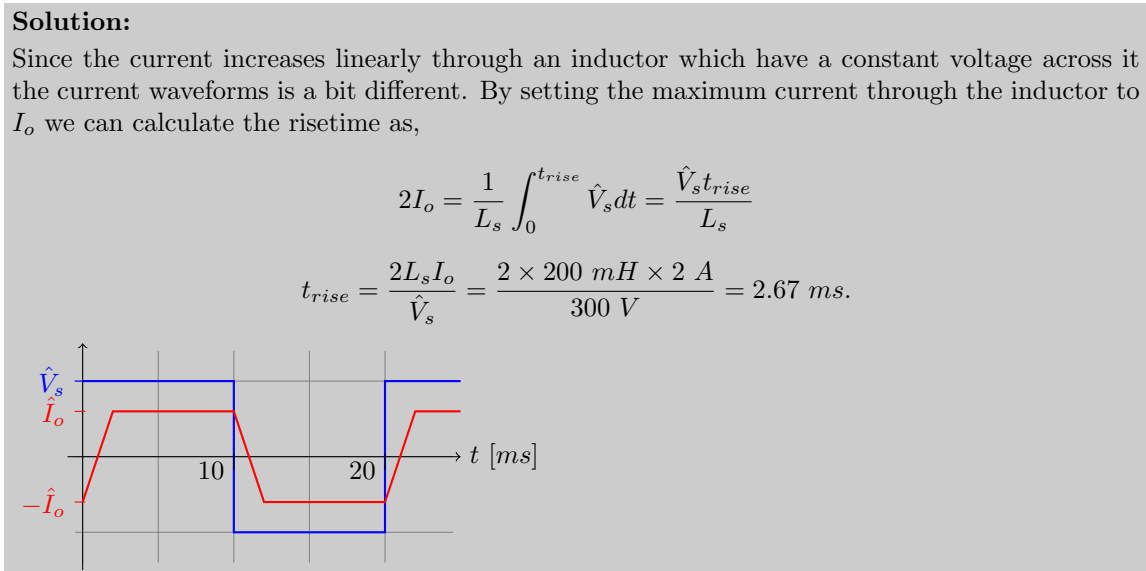 Solution:
Since the current increases linearly through an inductor which have a constant voltage across it
the current waveforms is a bit different. By setting the maximum current through the inductor to
$I_o$ we can calculate the risetime as,
$2I_o = \frac{1}{L_s} \int_0^{t_{rise}} \hat{V}_s dt = \frac{\hat{V}_s t_{rise}}{L_s}$
$t_{rise} = \frac{2L_s I_o}{\hat{V}_s} = \frac{2 \times 200\ mH \times 2\ A}{300\ V} = 2.67\ ms.$
$\hat{V}_s$
$\hat{I}_o$
10 20 $t\ [ms]$
$-\hat{I}_o$